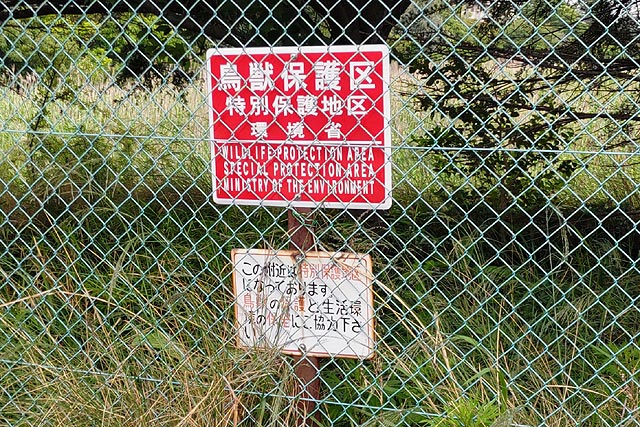 鳥獣保護区
特別保護地区
環境省
WILDLIFE PROTECTION AREA
SPECIAL PROTECTION AREA
MINISTRY OF THE ENVIRONMENT
この附近は特別保護地区
になっております。
鳥獣の保護と生活環
境の保全にご協力下さ
い